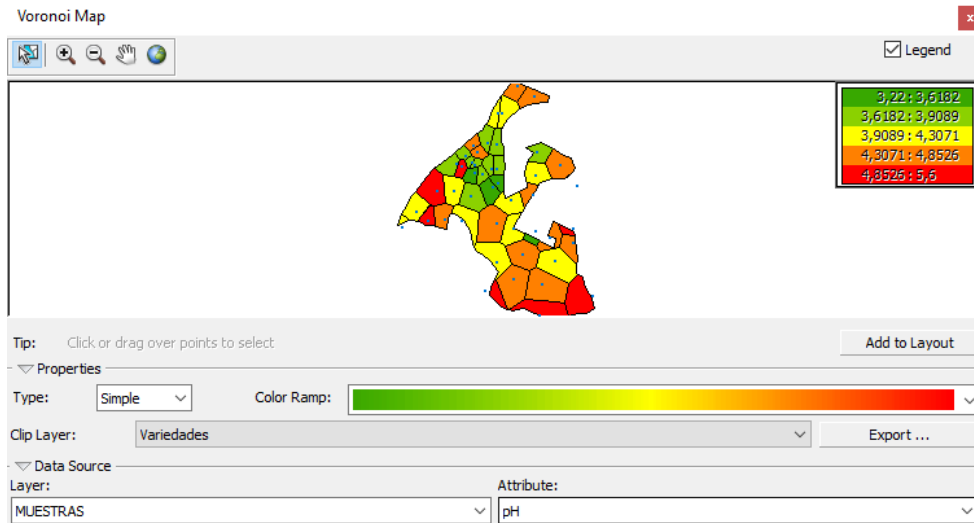 Voronoi Map
x
Legend
3,22 : 3,6182
3,6182 : 3,9089
3,9089 : 4,3071
4,3071 : 4,8526
4,8526 : 5,6
Tip: Click or drag over points to select
Add to Layout
Properties
Type: Simple Color Ramp:
Clip Layer: Variedades Export ...
Data Source
Layer: Attribute:
MUESTRAS pH